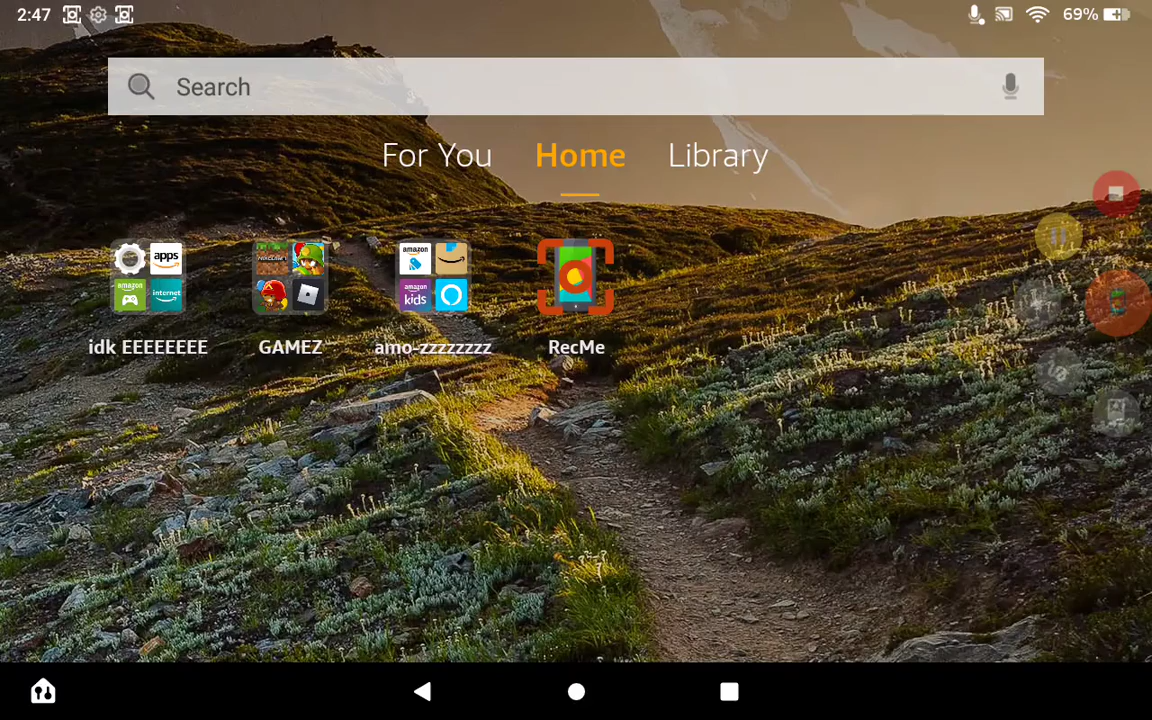 2:47
69%
Search
For You
Home
Library
apps
amazon
internet
amazon
amazon
kids
idk EEEEEEEE
GAMEZ
amo-zzzzzzzz
RecMe